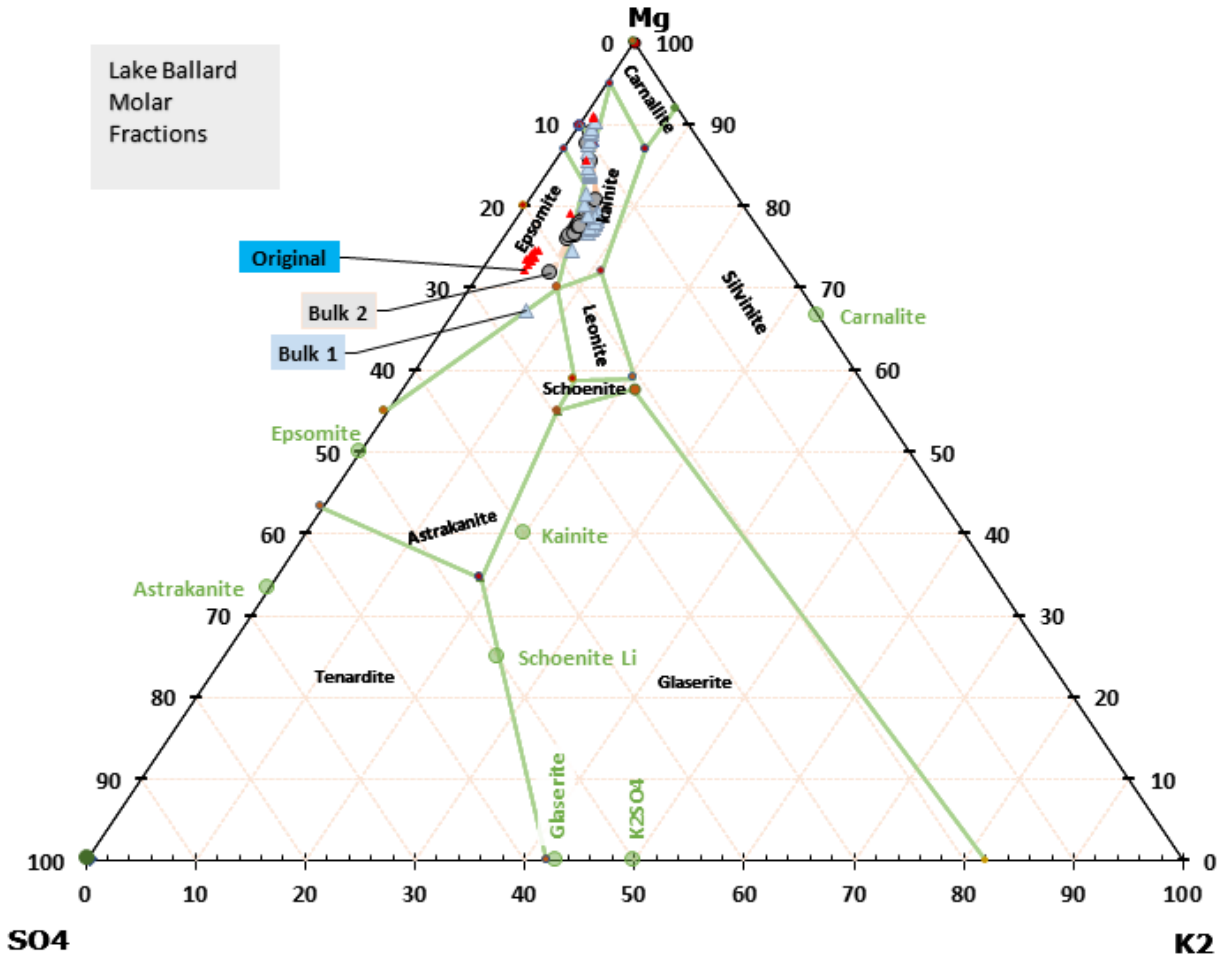 Mg
0 100
Lake Ballard
Molar
Fractions
Carnallite
10 90
kainite
20 80
Epsomite
Original
Silvinite
30 70
Bulk 2
Carnalite
Leonite
Bulk 1
40 60
Schoenite
Epsomite
50 50
Astrakanite
60 40
Kainite
Astrakanite
70 30
Schoenite Li
Tenardite
Glaserite
80 20
Glaserite
K2SO4
90 10
100 0
0 10 20 30 40 50 60 70 80 90 100
SO4 K2